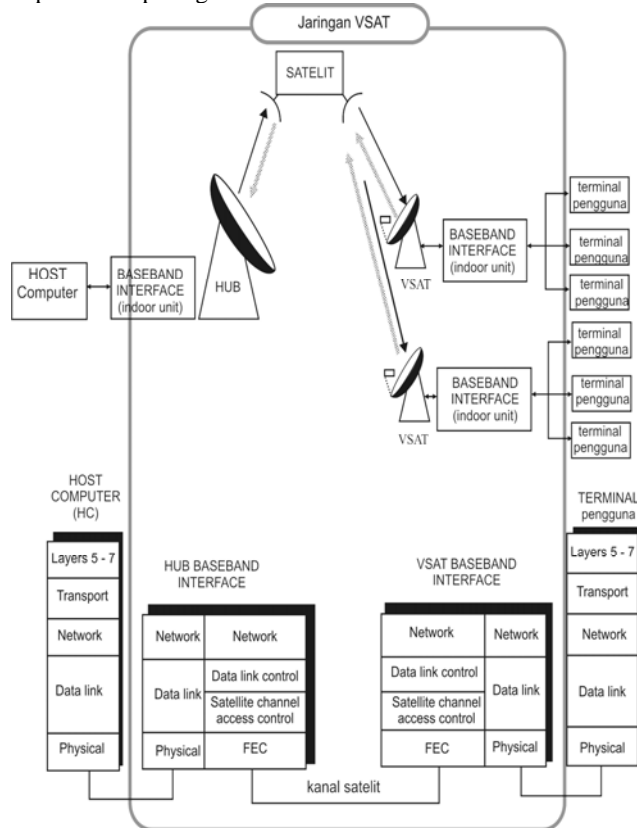 Jaringan VSAT
SATELIT
HOST
Computer
BASEBAND
INTERFACE
(indoor unit)
HUB
VSAT
BASEBAND
INTERFACE
(indoor unit)
terminal
pengguna
terminal
pengguna
terminal
pengguna
VSAT
BASEBAND
INTERFACE
(indoor unit)
terminal
pengguna
terminal
pengguna
terminal
pengguna
HOST
COMPUTER
(HC)
Layers 5 - 7
Transport
Network
Data link
Physical
HUB BASEBAND
INTERFACE
Network
Data link
Physical
Network
Data link control
Satellite channel
access control
FEC
kanal satelit
VSAT BASEBAND
INTERFACE
Network
Data link control
Satellite channel
access control
FEC
Network
Data link
Physical
TERMINAL
pengguna
Layers 5 - 7
Transport
Network
Data link
Physical